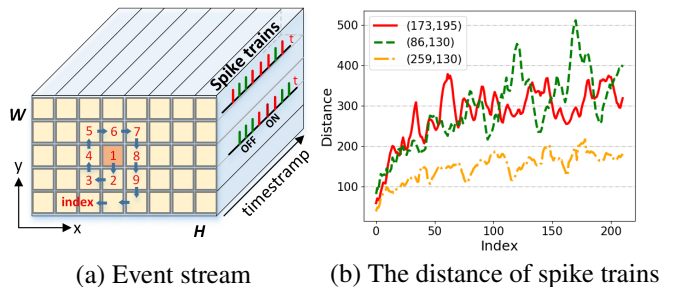 Spike trains
t
t
OFF ON
timestramp
W
H
y
x
5 6 7
4 1 8
3 2 9
index
(a) Event stream
Distance
500
400
300
200
100
(173,195)
(86,130)
(259,130)
0 50 100 150 200
Index
(b) The distance of spike trains